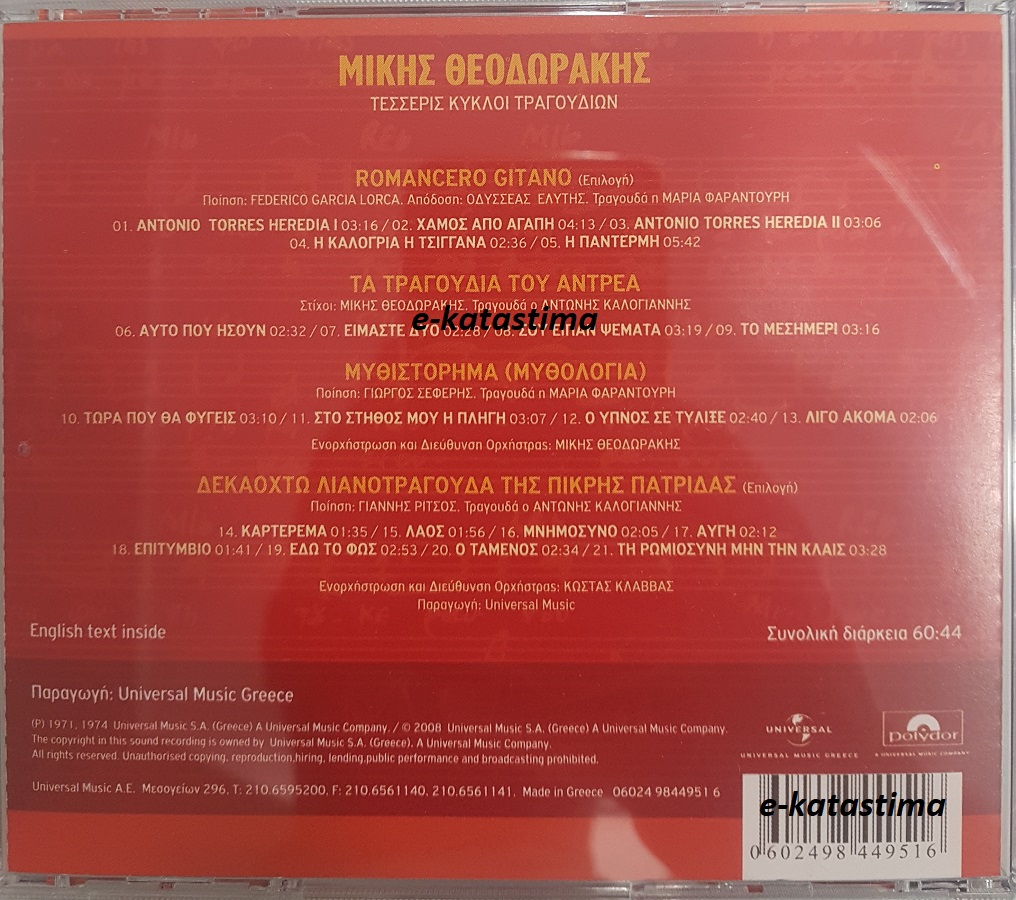 ΜΙΚΗΣ ΘΕΟΔΩΡΑΚΗΣ
ΤΕΣΣΕΡΙΣ ΚΥΚΛΟΙ ΤΡΑΓΟΥΔΙΩΝ
ROMANCERO GITANO (Επιλογή)
Ποίηση: FEDERICO GARCIA LORCA. Απόδοση: ΟΔΥΣΣΕΑΣ ΕΛΥΤΗΣ. Τραγουδά η ΜΑΡΙΑ ΦΑΡΑΝΤΟΥΡΗ
01. ANTONIO TORRES HEREDIA I 03:16 / 02. ΧΑΜΟΣ ΑΠΟ ΑΓΑΠΗ 04:13 / 03. ANTONIO TORRES HEREDIA II 03:06
04. Η ΚΑΛΟΓΡΙΑ Η ΤΣΙΓΓΑΝΑ 02:36 / 05. Η ΠΑΝΤΕΡΜΗ 05:42
ΤΑ ΤΡΑΓΟΥΔΙΑ ΤΟΥ ΑΝΤΡΕΑ
Στίχοι: ΜΙΚΗΣ ΘΕΟΔΩΡΑΚΗΣ. Τραγουδά ο ΑΝΤΩΝΗΣ ΚΑΛΟΓΙΑΝΝΗΣ
e-katastima
06. ΑΥΤΟ ΠΟΥ ΗΣΟΥΝ 02:32 / 07. ΕΙΜΑΣΤΕ ΔΥΟ 02:28 / 08. ΣΟΥ ΕΙΠΑΝ ΨΕΜΑΤΑ 03:19 / 09. ΤΟ ΜΕΣΗΜΕΡΙ 03:16
ΜΥΘΙΣΤΟΡΗΜΑ (ΜΥΘΟΛΟΓΙΑ)
Ποίηση: ΓΙΩΡΓΟΣ ΣΕΦΕΡΗΣ. Τραγουδά η ΜΑΡΙΑ ΦΑΡΑΝΤΟΥΡΗ
10. ΤΩΡΑ ΠΟΥ ΘΑ ΦΥΓΕΙΣ 03:10 / 11. ΣΤΟ ΣΤΗΘΟΣ ΜΟΥ Η ΠΛΗΓΗ 03:07 / 12. Ο ΥΠΝΟΣ ΣΕ ΤΥΛΙΞΕ 02:40 / 13. ΛΙΓΟ ΑΚΟΜΑ 02:06
Ενορχήστρωση και Διεύθυνση Ορχήστρας: ΜΙΚΗΣ ΘΕΟΔΩΡΑΚΗΣ
ΔΕΚΑΟΧΤΩ ΛΙΑΝΟΤΡΑΓΟΥΔΑ ΤΗΣ ΠΙΚΡΗΣ ΠΑΤΡΙΔΑΣ (Επιλογή)
Ποίηση: ΓΙΑΝΝΗΣ ΡΙΤΣΟΣ. Τραγουδά ο ΑΝΤΩΝΗΣ ΚΑΛΟΓΙΑΝΝΗΣ
14. ΚΑΡΤΕΡΕΜΑ 01:35 / 15. ΛΑΟΣ 01:56 / 16. ΜΝΗΜΟΣΥΝΟ 02:05 / 17. ΑΥΓΗ 02:12
18. ΕΠΙΤΥΜΒΙΟ 01:41 / 19. ΕΔΩ ΤΟ ΦΩΣ 02:53 / 20. Ο ΤΑΜΕΝΟΣ 02:34 / 21. ΤΗ ΡΩΜΙΟΣΥΝΗ ΜΗΝ ΤΗΝ ΚΛΑΙΣ 03:28
Ενορχήστρωση και Διεύθυνση Ορχήστρας: ΚΩΣΤΑΣ ΚΛΑΒΒΑΣ
Παραγωγή: Universal Music
English text inside
Συνολική διάρκεια 60:44
Παραγωγή: Universal Music Greece
(P) 1971, 1974 Universal Music S.A. (Greece) A Universal Music Company. / © 2008 Universal Music S.A. (Greece) A Universal Music Company.
The copyright in this sound recording is owned by Universal Music S.A. (Greece) A Universal Music Company.
All rights reserved. Unauthorised copying, reproduction,hiring, lending,public performance and broadcasting prohibited.
Universal Music A.E. Μεσογείων 296, Τ: 210.6595200, F: 210.6561140, 210.6561141, Made in Greece 06024 9844951 6
UNIVERSAL
UNIVERSAL MUSIC GREECE
polydor
A UNIVERSAL MUSIC COMPANY
e-katastima
0 602498 449516